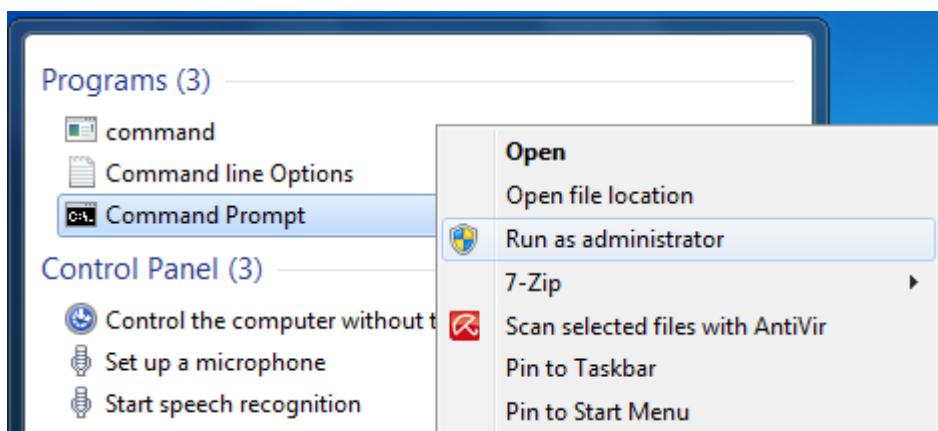 Programs (3)
command
Command line Options
Command Prompt
Control Panel (3)
Control the computer without t
Set up a microphone
Start speech recognition
Open
Open file location
Run as administrator
7-Zip
Scan selected files with AntiVir
Pin to Taskbar
Pin to Start Menu